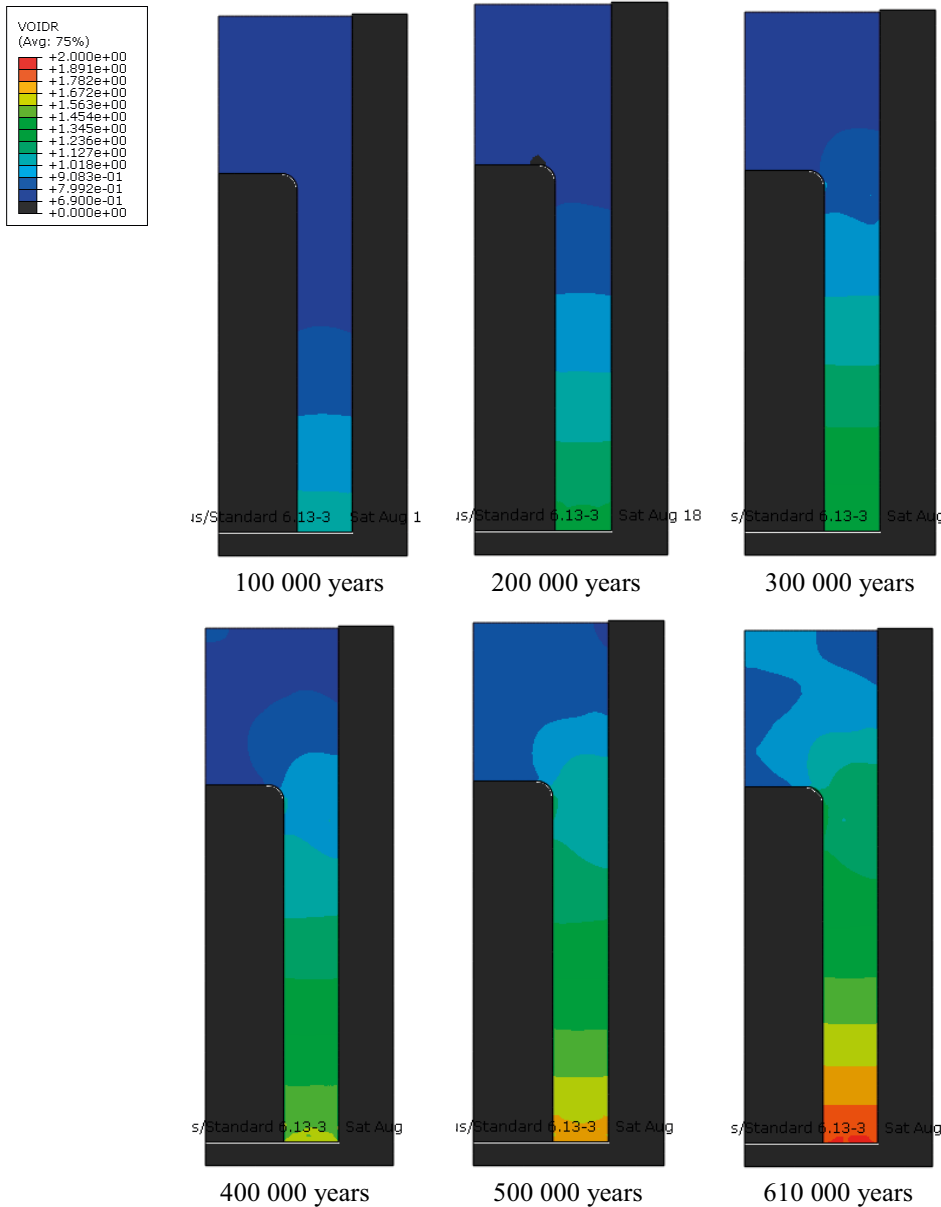 VOIDR
(Avg: 75%)
+2.000e+00
+1.891e+00
+1.782e+00
+1.672e+00
+1.563e+00
+1.454e+00
+1.345e+00
+1.236e+00
+1.127e+00
+1.018e+00
+9.083e-01
+7.992e-01
+6.900e-01
+0.000e+00
us/Standard 6.13-3 Sat Aug 1
us/Standard 6.13-3 Sat Aug 18
s/Standard 6.13-3 Sat Aug
100 000 years
200 000 years
300 000 years
s/Standard 6.13-3 Sat Aug
us/Standard 6.13-3 Sat Aug
s/Standard 6.13-3 Sat Aug
400 000 years
500 000 years
610 000 years